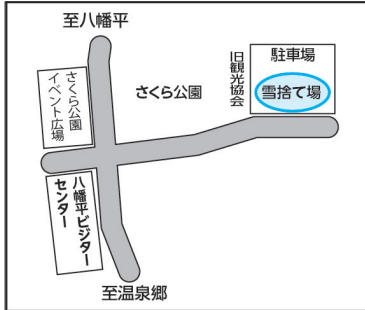 至八幡平
さくら公園
イベント広場
さくら公園
旧観光協会
駐車場
雪捨て場
八幡平ビジター
センター
至温泉郷